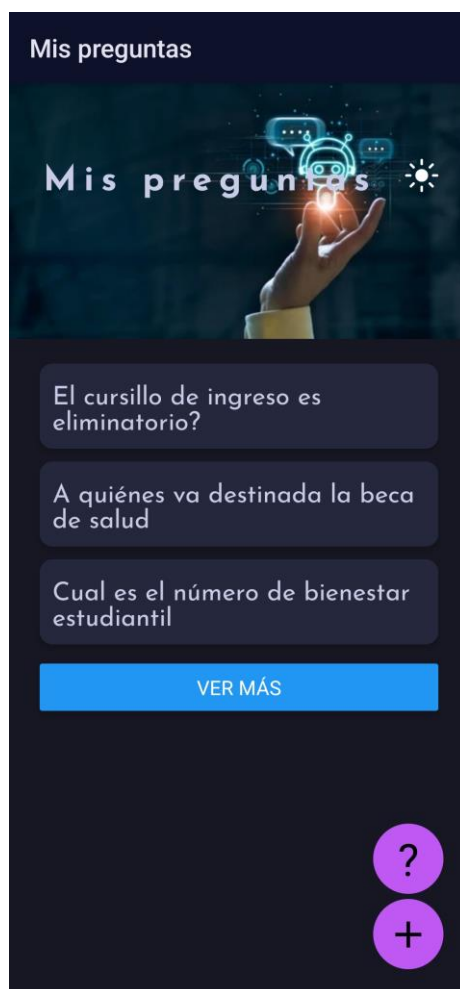 Mis preguntas
Mis preguntas
El cursillo de ingreso es
eliminatorio?
A quiénes va destinada la beca
de salud
Cual es el número de bienestar
estudiantil
VER MÁS
?
+